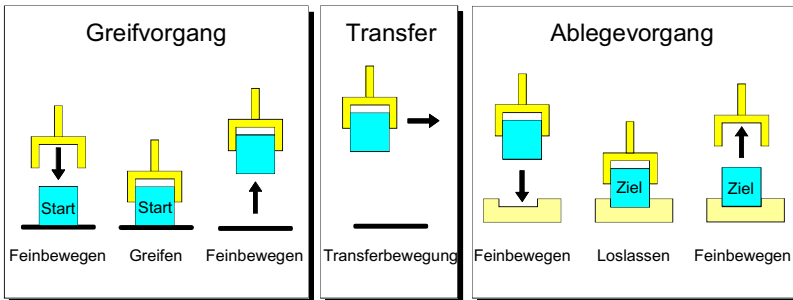 Greifvorgang
Start
Start
Feinbewegen
Greifen
Feinbewegen
Transfer
Transferbewegung
Ablegevorgang
Ziel
Ziel
Feinbewegen
Loslassen
Feinbewegen